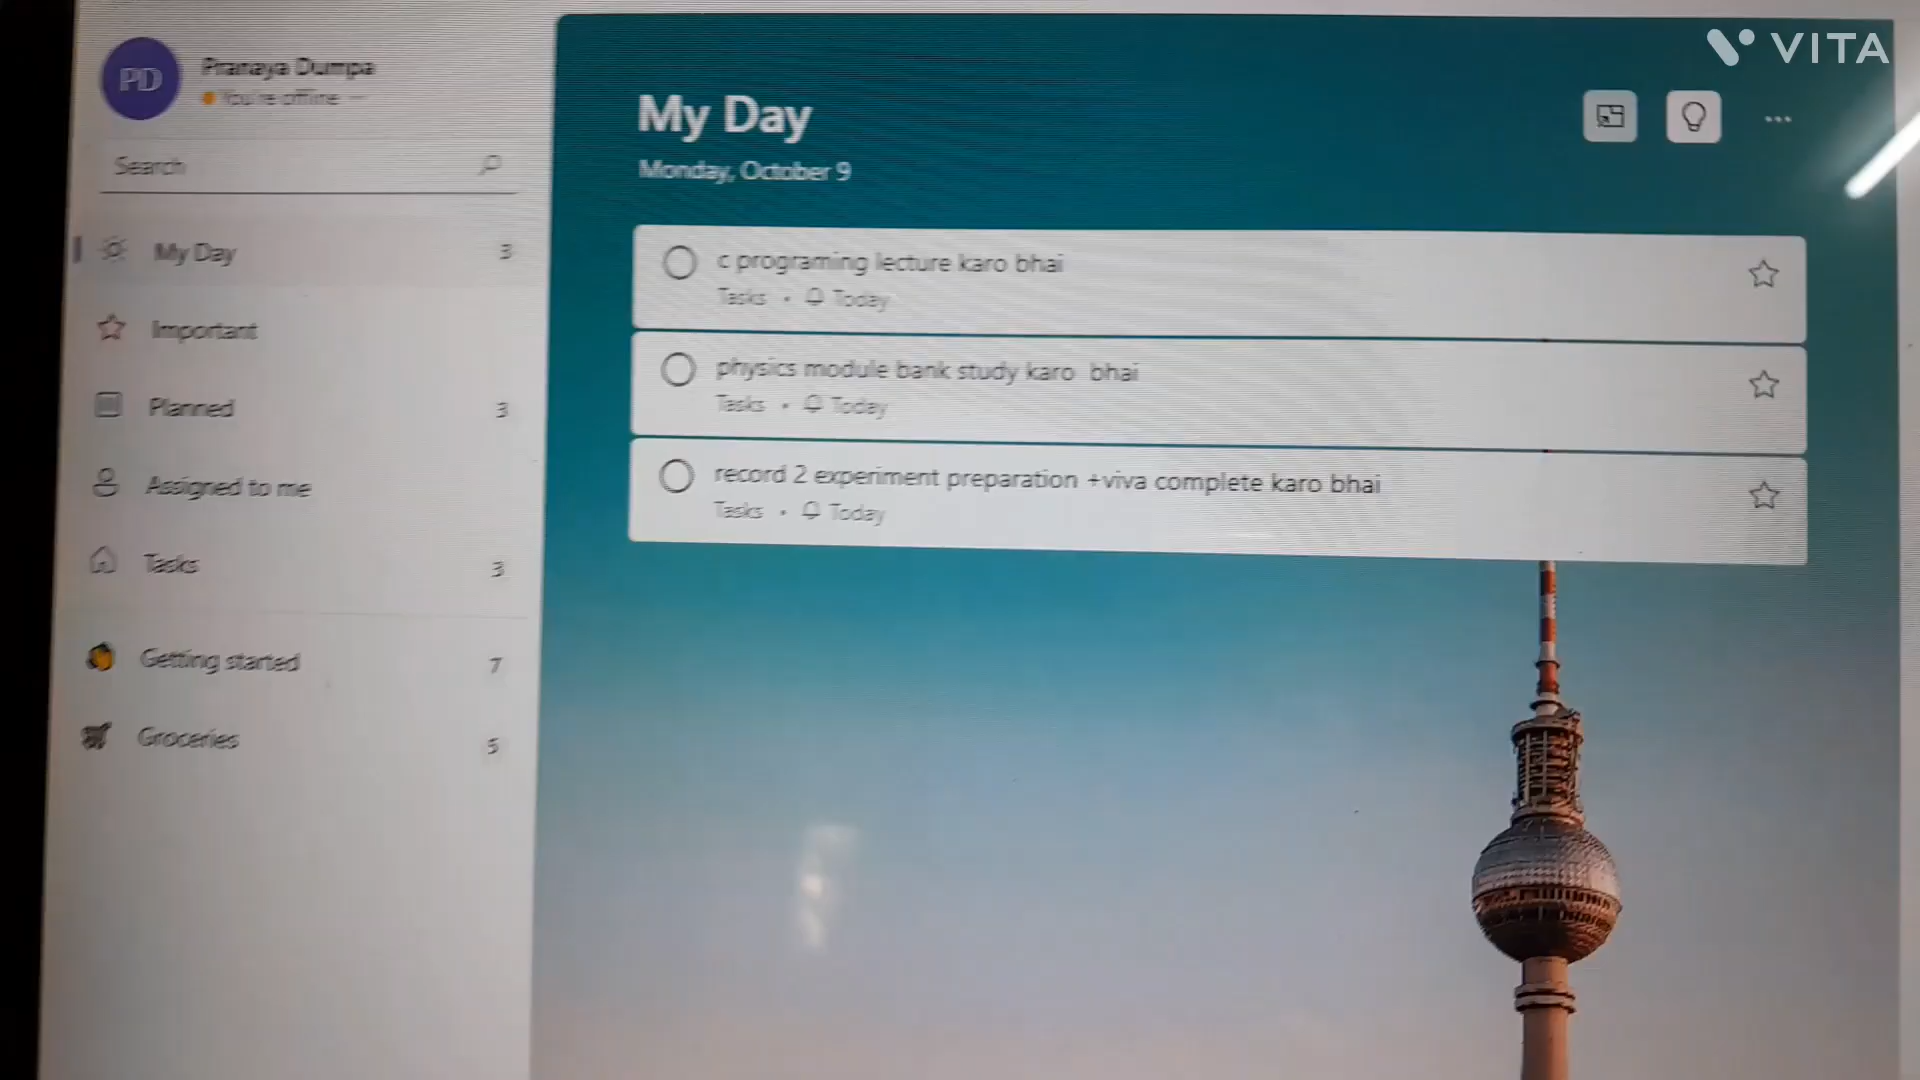 VITA
PD
Pranaya Dumpa
You're offline
Search
My Day 3
Important
Planned 3
Assigned to me
Tasks 3
Getting started 7
Groceries 5
My Day
Monday, October 9
c programing lecture karo bhai
Tasks • Today
physics module bank study karo bhai
Tasks • Today
record 2 experiment preparation +viva complete karo bhai
Tasks • Today